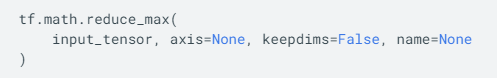 tf.math.reduce_max(
    input_tensor, axis=None, keepdims=False, name=None
)